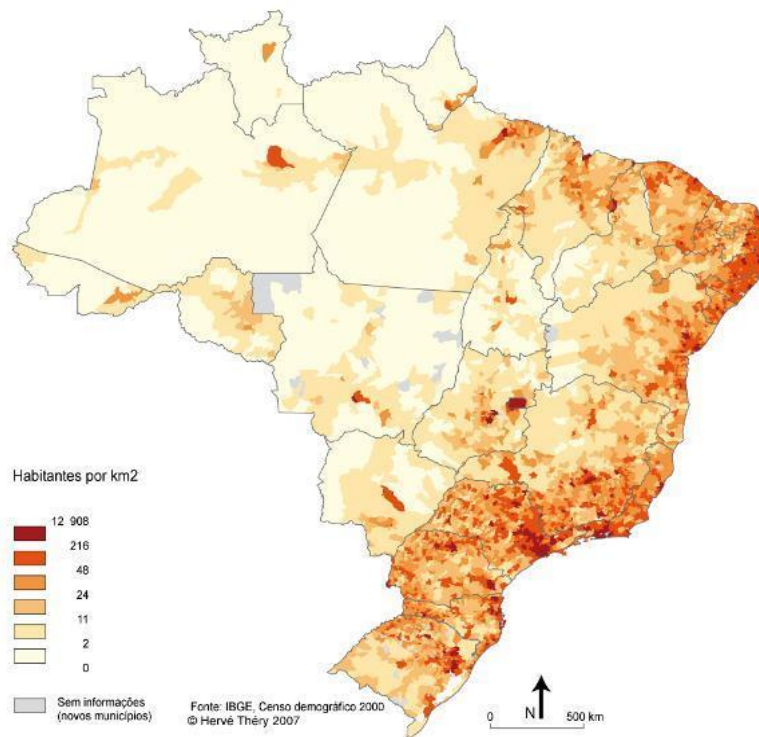 Habitantes por km2
12 908
216
48
24
11
2
0
Sem informações
(novos municípios)
Fonte: IBGE, Censo demográfico 2000
© Hervé Théry 2007
N
0 500 km